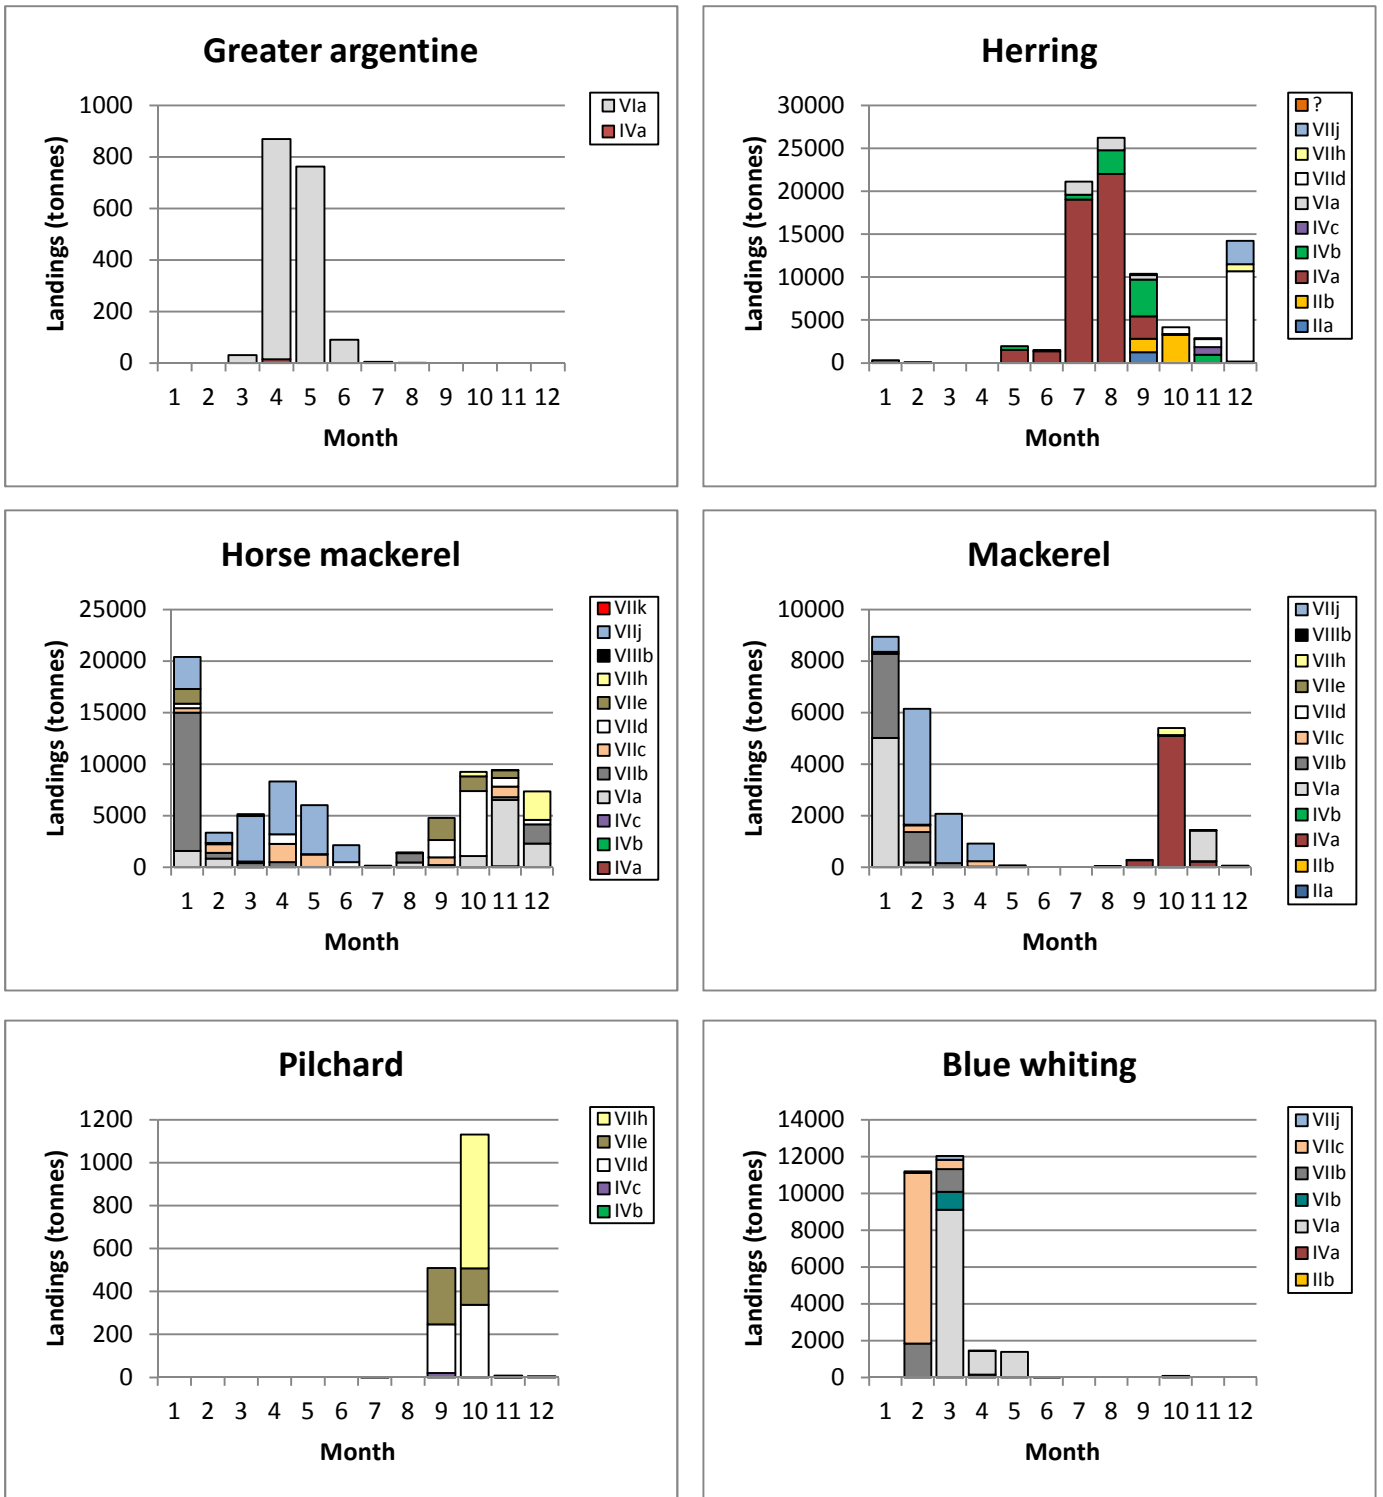 Greater argentine
Landings (tonnes)
1000
800
600
400
200
0
1 2 3 4 5 6 7 8 9 10 11 12
Month
VIa
IVa
Herring
Landings (tonnes)
30000
25000
20000
15000
10000
5000
0
1 2 3 4 5 6 7 8 9 10 11 12
Month
?
VIIj
VIIh
VIId
VIa
IVc
IVb
IVa
IIb
IIa
Horse mackerel
Landings (tonnes)
25000
20000
15000
10000
5000
0
1 2 3 4 5 6 7 8 9 10 11 12
Month
VIIk
VIIj
VIIIb
VIIh
VIIe
VIId
VIIc
VIIb
VIa
IVc
IVb
IVa
Mackerel
Landings (tonnes)
10000
8000
6000
4000
2000
0
1 2 3 4 5 6 7 8 9 10 11 12
Month
VIIj
VIIIb
VIIh
VIIe
VIId
VIIc
VIIb
VIa
IVb
IVa
IIb
IIa
Pilchard
Landings (tonnes)
1200
1000
800
600
400
200
0
1 2 3 4 5 6 7 8 9 10 11 12
Month
VIIh
VIIe
VIId
IVc
IVb
Blue whiting
Landings (tonnes)
14000
12000
10000
8000
6000
4000
2000
0
1 2 3 4 5 6 7 8 9 10 11 12
Month
VIIj
VIIc
VIIb
VIb
VIa
IVa
IIb